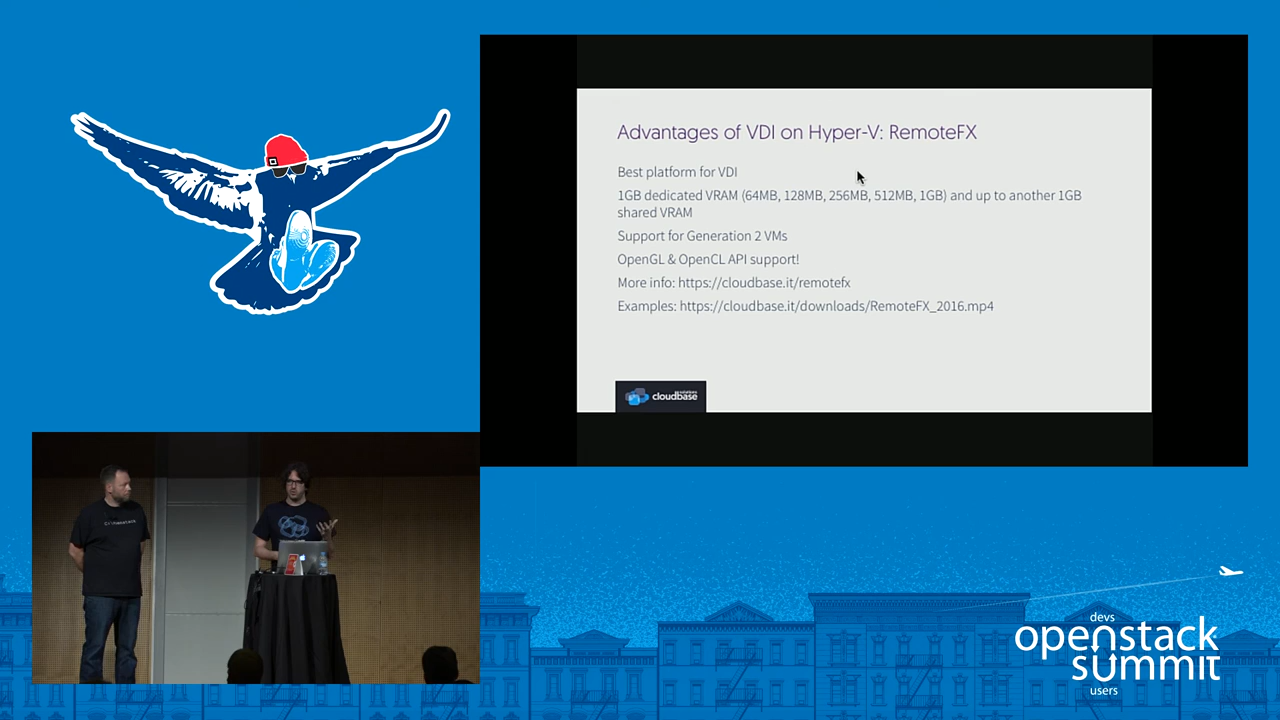 Advantages of VDI on Hyper-V: RemoteFX
Best platform for VDI
1GB dedicated VRAM (64MB, 128MB, 256MB, 512MB, 1GB) and up to another 1GB
shared VRAM
Support for Generation 2 VMs
OpenGL & OpenCL API support!
More info: https://cloudbase.it/remotefx
Examples: https://cloudbase.it/downloads/RemoteFX_2016.mp4
solutions
cloudbase
devs
openstack
summit
users